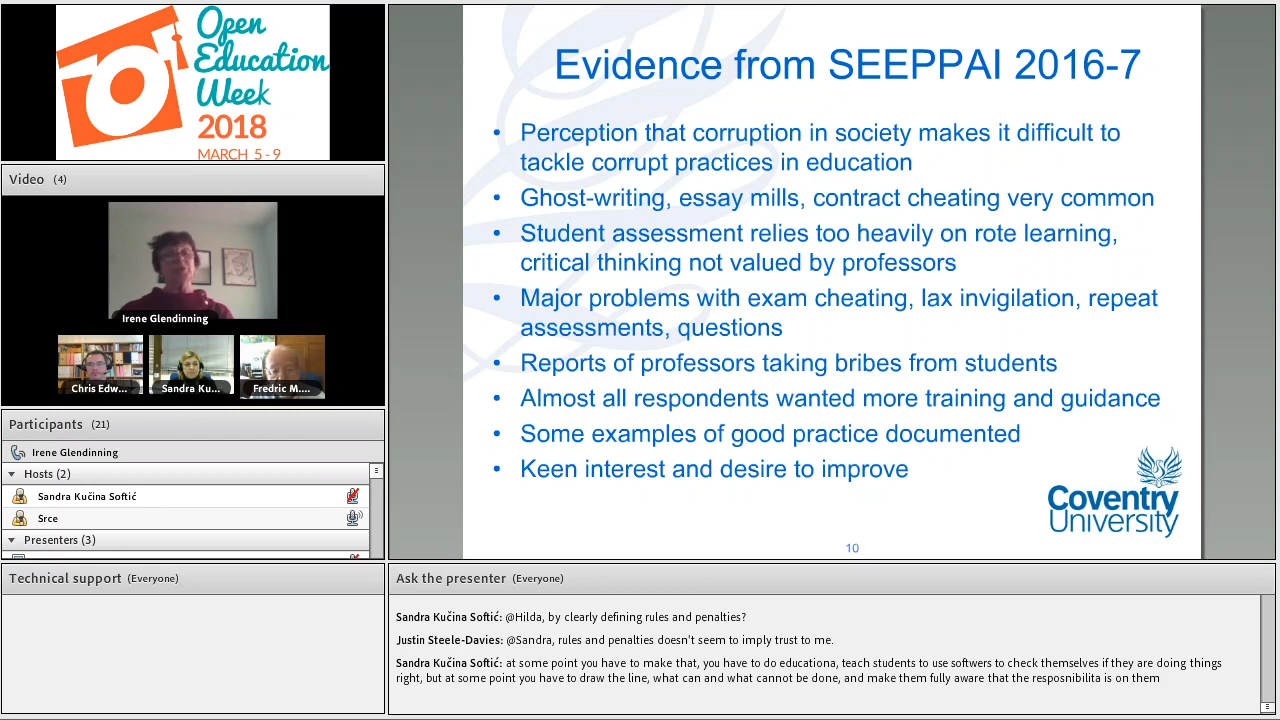 Open
Education
Week
2018
MARCH 5-9
Video (4)
Irene Glendinning
Chris Edw...
Sandra Ku...
Fredric M....
Participants (21)
Irene Glendinning
Hosts (2)
Sandra Kučina Softić
Srce
Presenters (3)
Technical support (Everyone)
Evidence from SEEPPAI 2016-7
• Perception that corruption in society makes it difficult to
tackle corrupt practices in education
• Ghost-writing, essay mills, contract cheating very common
• Student assessment relies too heavily on rote learning,
critical thinking not valued by professors
• Major problems with exam cheating, lax invigilation, repeat
assessments, questions
• Reports of professors taking bribes from students
• Almost all respondents wanted more training and guidance
• Some examples of good practice documented
• Keen interest and desire to improve
Coventry
University
10
Ask the presenter (Everyone)
Sandra Kučina Softić: @Hilda, by clearly defining rules and penalties?
Justin Steele-Davies: @Sandra, rules and penalties doesn't seem to imply trust to me.
Sandra Kučina Softić: at some point you have to make that, you have to do educationa, teach students to use softwers to check themselves if they are doing things
right, but at some point you have to draw the line, what can and what cannot be done, and make them fully aware that the resposnibilita is on them